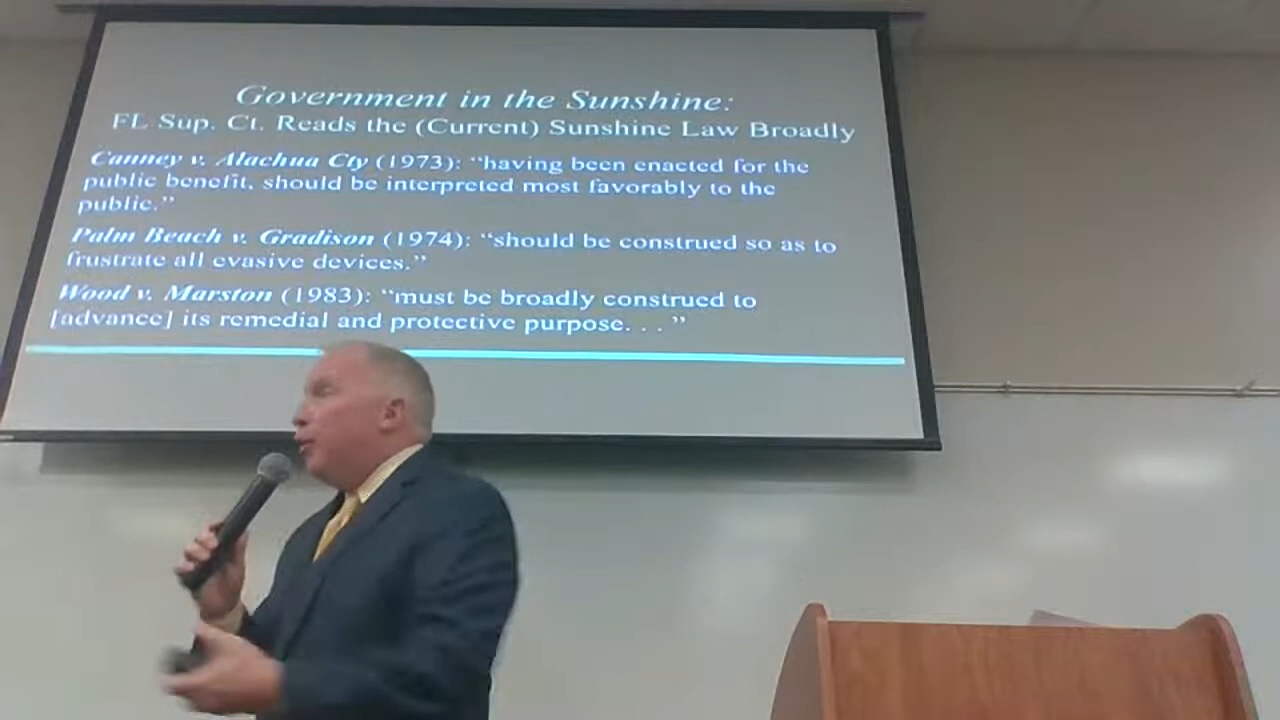 Government in the Sunshine:
FL Sup. Ct. Reads the (Current) Sunshine Law Broadly
Canney v. Alachua Cty (1973): “having been enacted for the
public benefit, should be interpreted most favorably to the
public.”
Palm Beach v. Gradison (1974): “should be construed so as to
frustrate all evasive devices.”
Wood v. Marston (1983): “must be broadly construed to
[advance] its remedial and protective purpose. . . ”